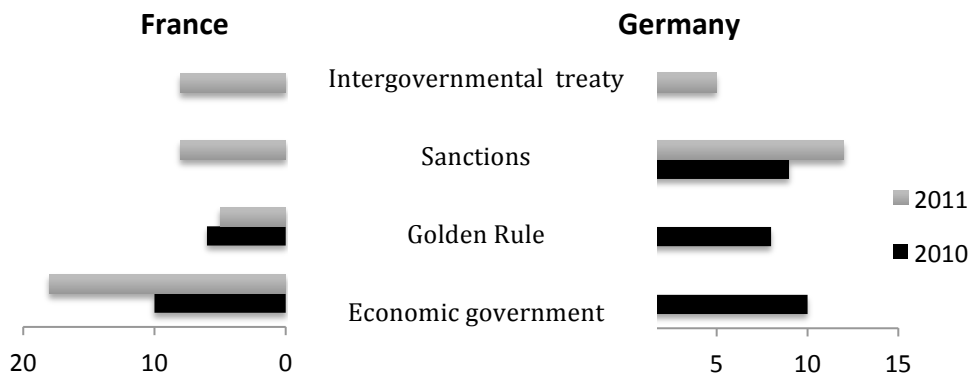 France
Germany
Intergovernmental treaty
Sanctions
Golden Rule
Economic government
2011
2010
20 10 0
5 10 15